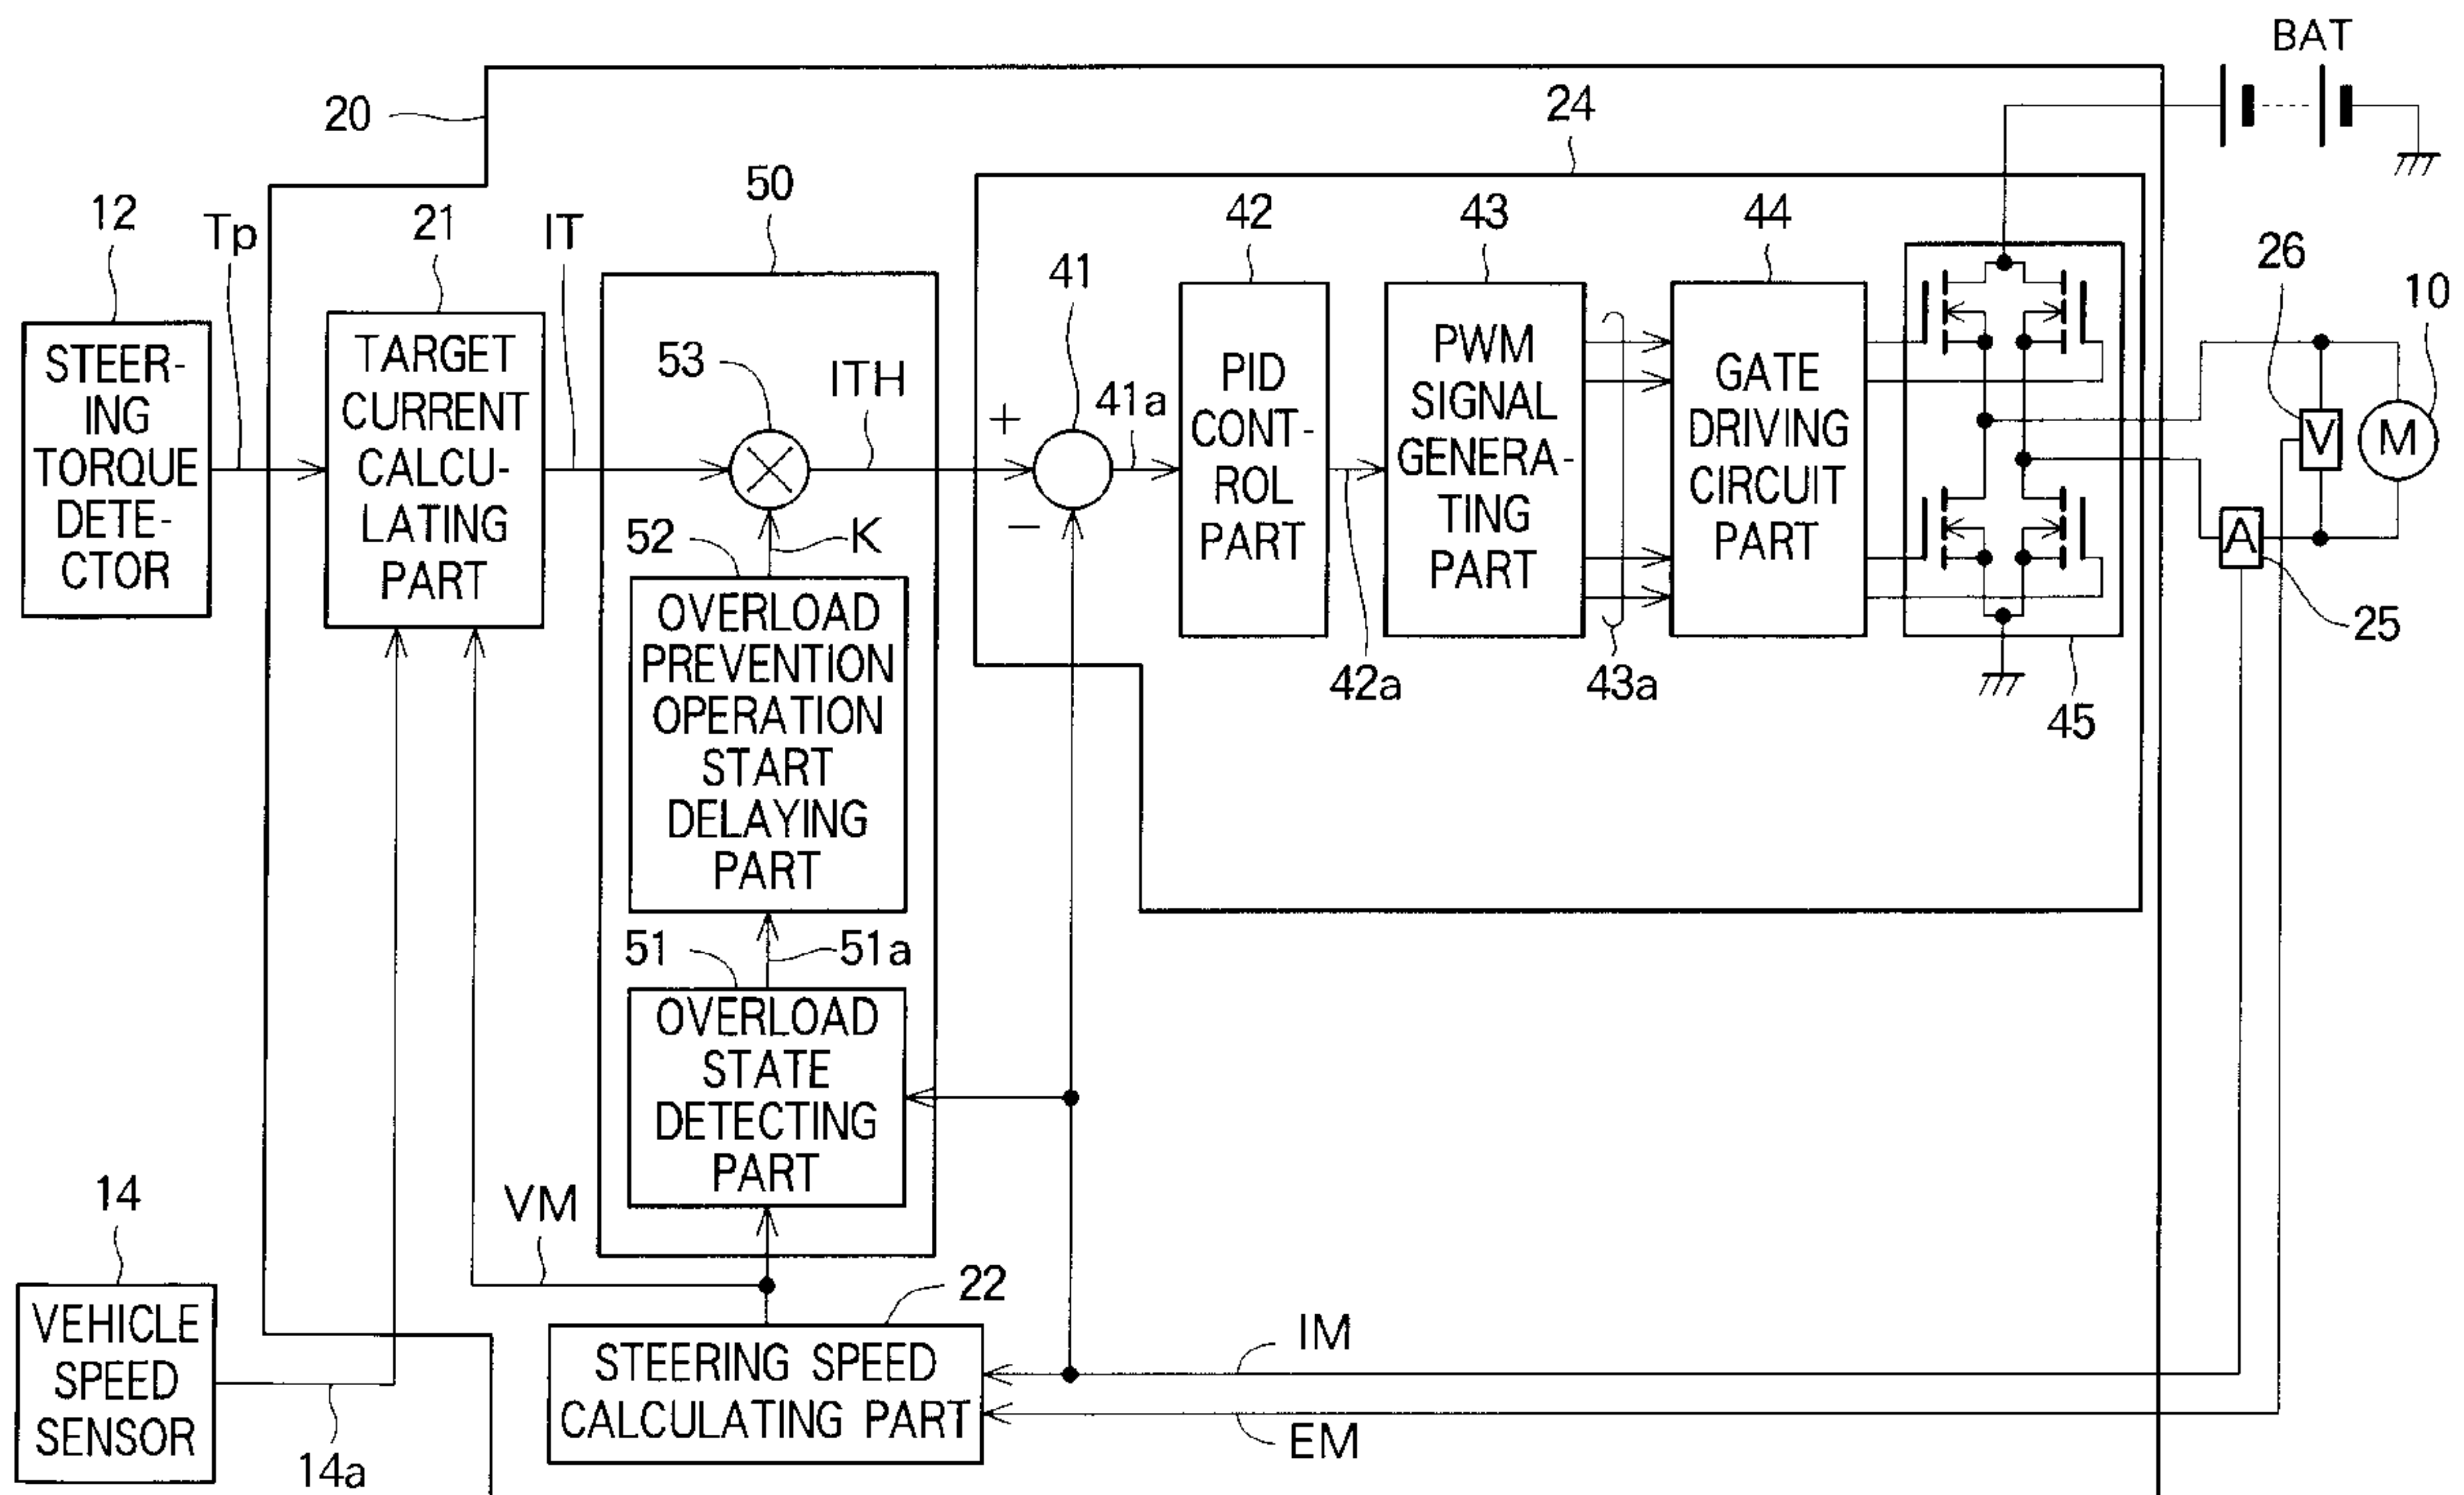 BAT
20
24
50
12
Tp
21
IT
42
43
44
41
26
10
STEER-
ING
TORQUE
DETE-
CTOR
TARGET
CURRENT
CALCU-
LATING
PART
53
ITH
+
−
41a
PID
CONT-
ROL
PART
PWM
SIGNAL
GENERA-
TING
PART
GATE
DRIVING
CIRCUIT
PART
V
M
A
25
52
K
42a
43a
45
OVERLOAD
PREVENTION
OPERATION
START
DELAYING
PART
51
51a
OVERLOAD
STATE
DETECTING
PART
14
VM
22
VEHICLE
SPEED
SENSOR
14a
STEERING SPEED
CALCULATING PART
IM
EM